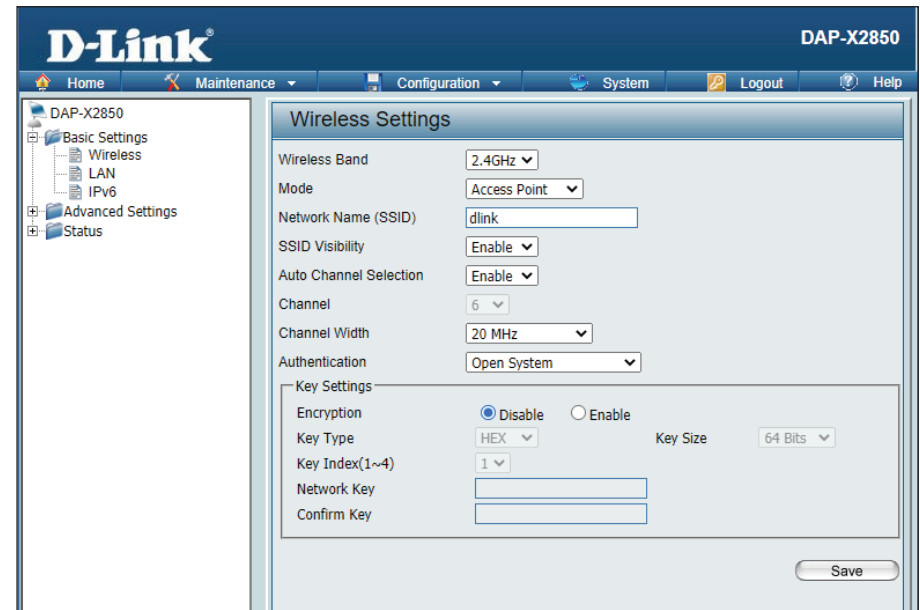 D-Link®
DAP-X2850
Home Maintenance Configuration System Logout Help
DAP-X2850
Basic Settings
Wireless
LAN
IPv6
Advanced Settings
Status
Wireless Settings
Wireless Band 2.4GHz
Mode Access Point
Network Name (SSID) dlink
SSID Visibility Enable
Auto Channel Selection Enable
Channel 6
Channel Width 20 MHz
Authentication Open System
Key Settings
Encryption Disable Enable
Key Type HEX Key Size 64 Bits
Key Index(1~4) 1
Network Key
Confirm Key
Save